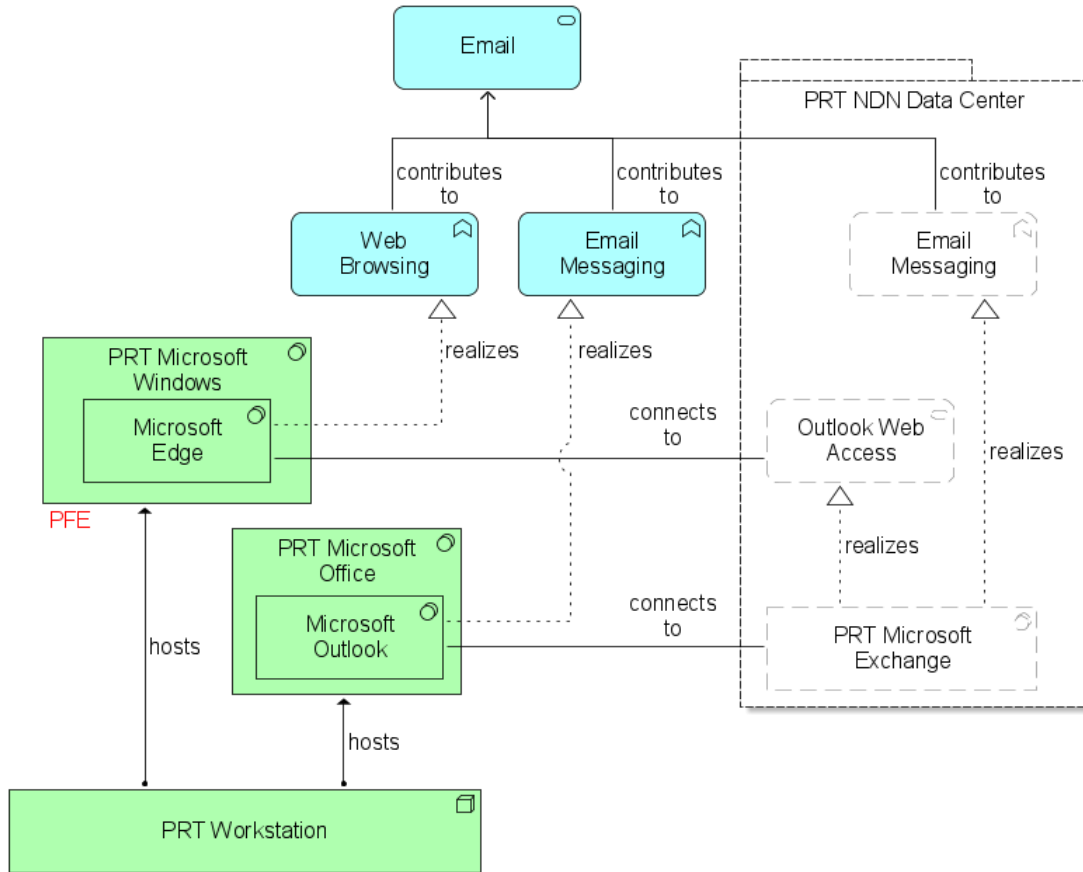 Email
PRT NDN Data Center
contributes
to
contributes
to
contributes
to
Web
Browsing
Email
Messaging
Email
Messaging
realizes
realizes
PRT Microsoft
Windows
Microsoft
Edge
connects
to
Outlook Web
Access
realizes
PFE
PRT Microsoft
Office
realizes
Microsoft
Outlook
connects
to
PRT Microsoft
Exchange
hosts
hosts
PRT Workstation